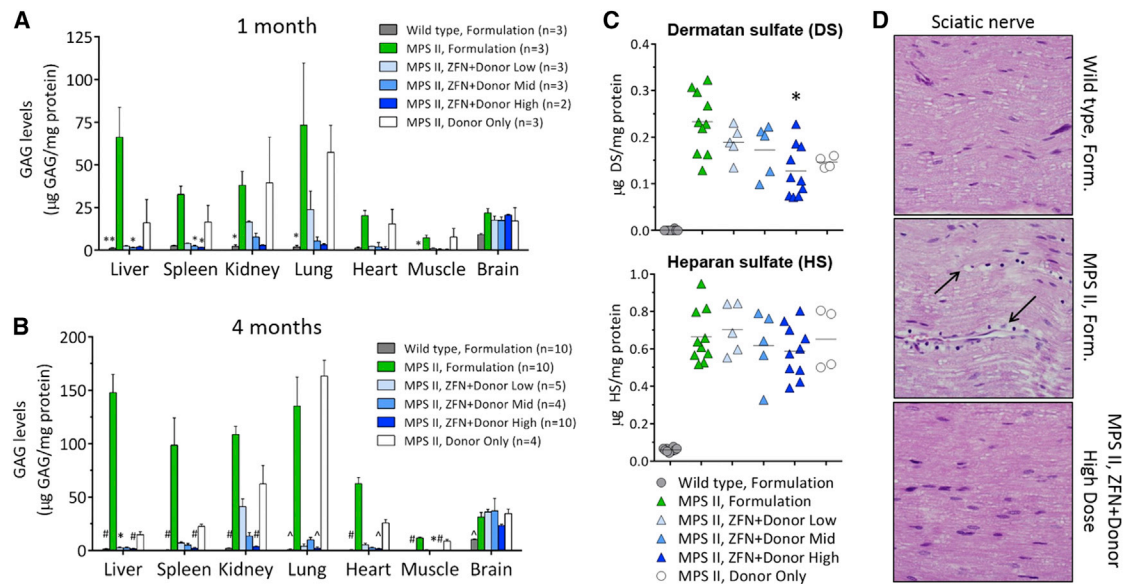 A
1 month
GAG levels
(µg GAG/mg protein)
125
100
75
50
25
0
Wild type, Formulation (n=3)
MPS II, Formulation (n=3)
MPS II, ZFN+Donor Low (n=3)
MPS II, ZFN+Donor Mid (n=3)
MPS II, ZFN+Donor High (n=2)
MPS II, Donor Only (n=3)
** * * * * * *
Liver Spleen Kidney Lung Heart Muscle Brain
B
4 months
GAG levels
(µg GAG/mg protein)
200
150
100
50
0
Wild type, Formulation (n=10)
MPS II, Formulation (n=10)
MPS II, ZFN+Donor Low (n=5)
MPS II, ZFN+Donor Mid (n=4)
MPS II, ZFN+Donor High (n=10)
MPS II, Donor Only (n=4)
# * # # # # # ^ ^ # ^ # *# ^
Liver Spleen Kidney Lung Heart Muscle Brain
C
Dermatan sulfate (DS)
µg DS/mg protein
0.4
0.3
0.2
0.1
0.0
*
Heparan sulfate (HS)
µg HS/mg protein
1.0
0.8
0.6
0.4
0.2
0.0
Wild type, Formulation
MPS II, Formulation
MPS II, ZFN+Donor Low
MPS II, ZFN+Donor Mid
MPS II, ZFN+Donor High
MPS II, Donor Only
D
Sciatic nerve
Wild type, Form.
MPS II, Form.
MPS II, ZFN+Donor
High Dose